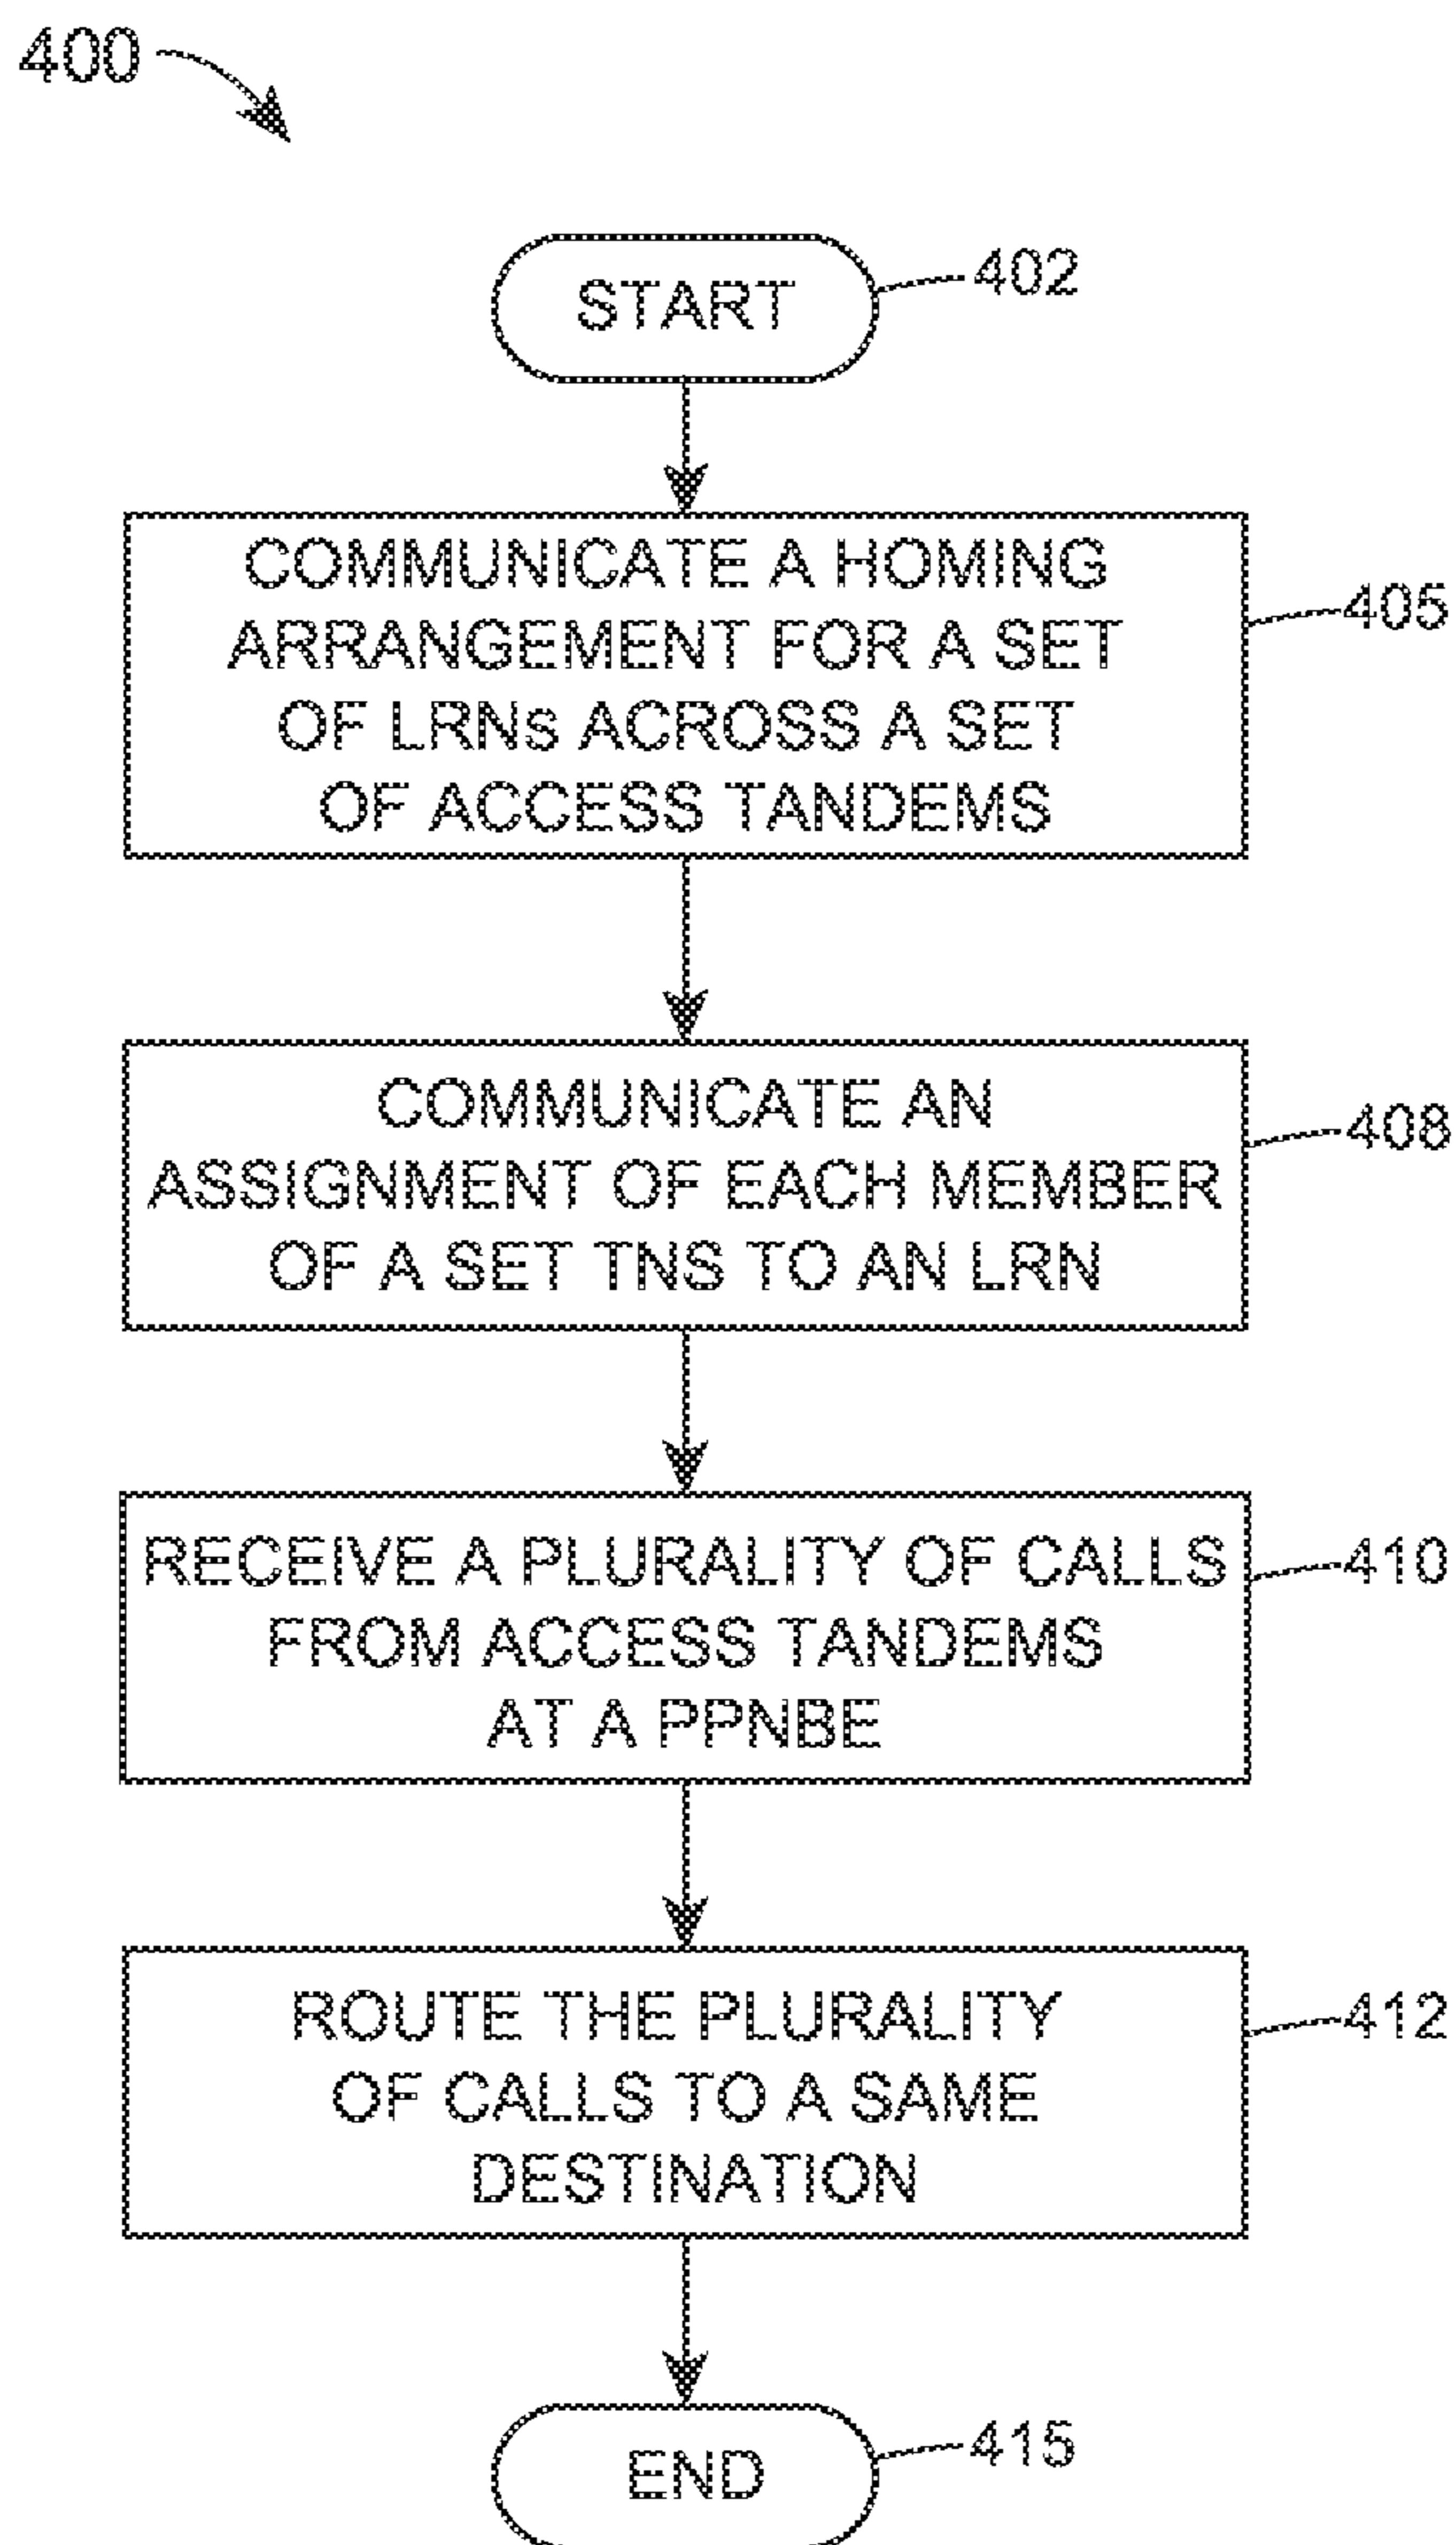 400
START
402
COMMUNICATE A HOMING
ARRANGEMENT FOR A SET
OF LRNs ACROSS A SET
OF ACCESS TANDEMS
405
COMMUNICATE AN
ASSIGNMENT OF EACH MEMBER
OF A SET TNS TO AN LRN
408
RECEIVE A PLURALITY OF CALLS
FROM ACCESS TANDEMS
AT A PPNBE
410
ROUTE THE PLURALITY
OF CALLS TO A SAME
DESTINATION
412
END
415